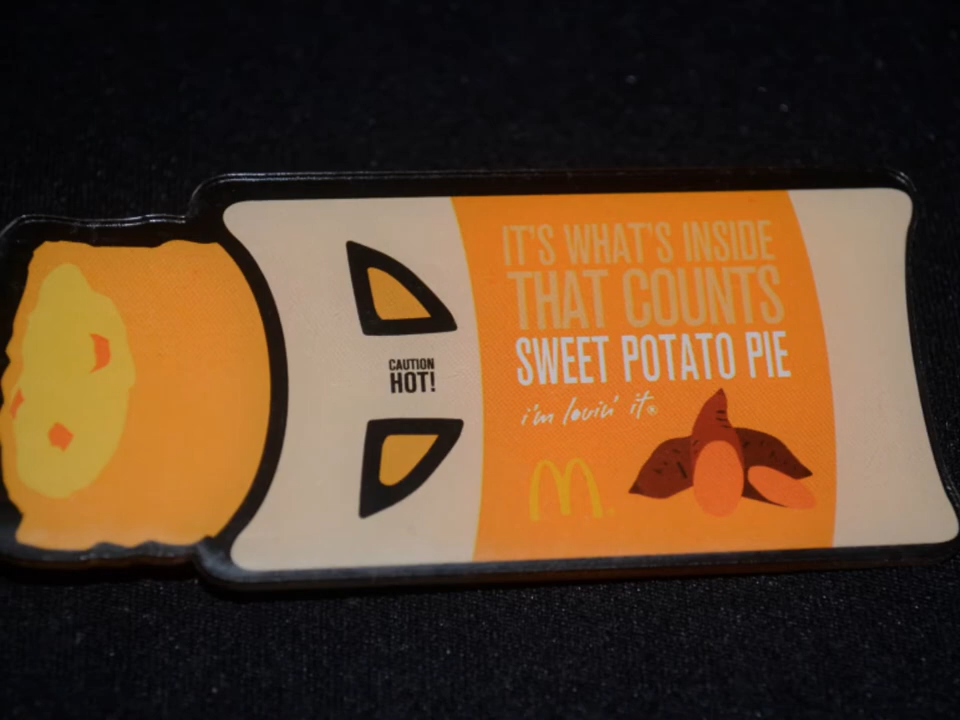 CAUTION
HOT!
IT'S WHAT'S INSIDE
THAT COUNTS
SWEET POTATO PIE
i'm lovin' it®
M